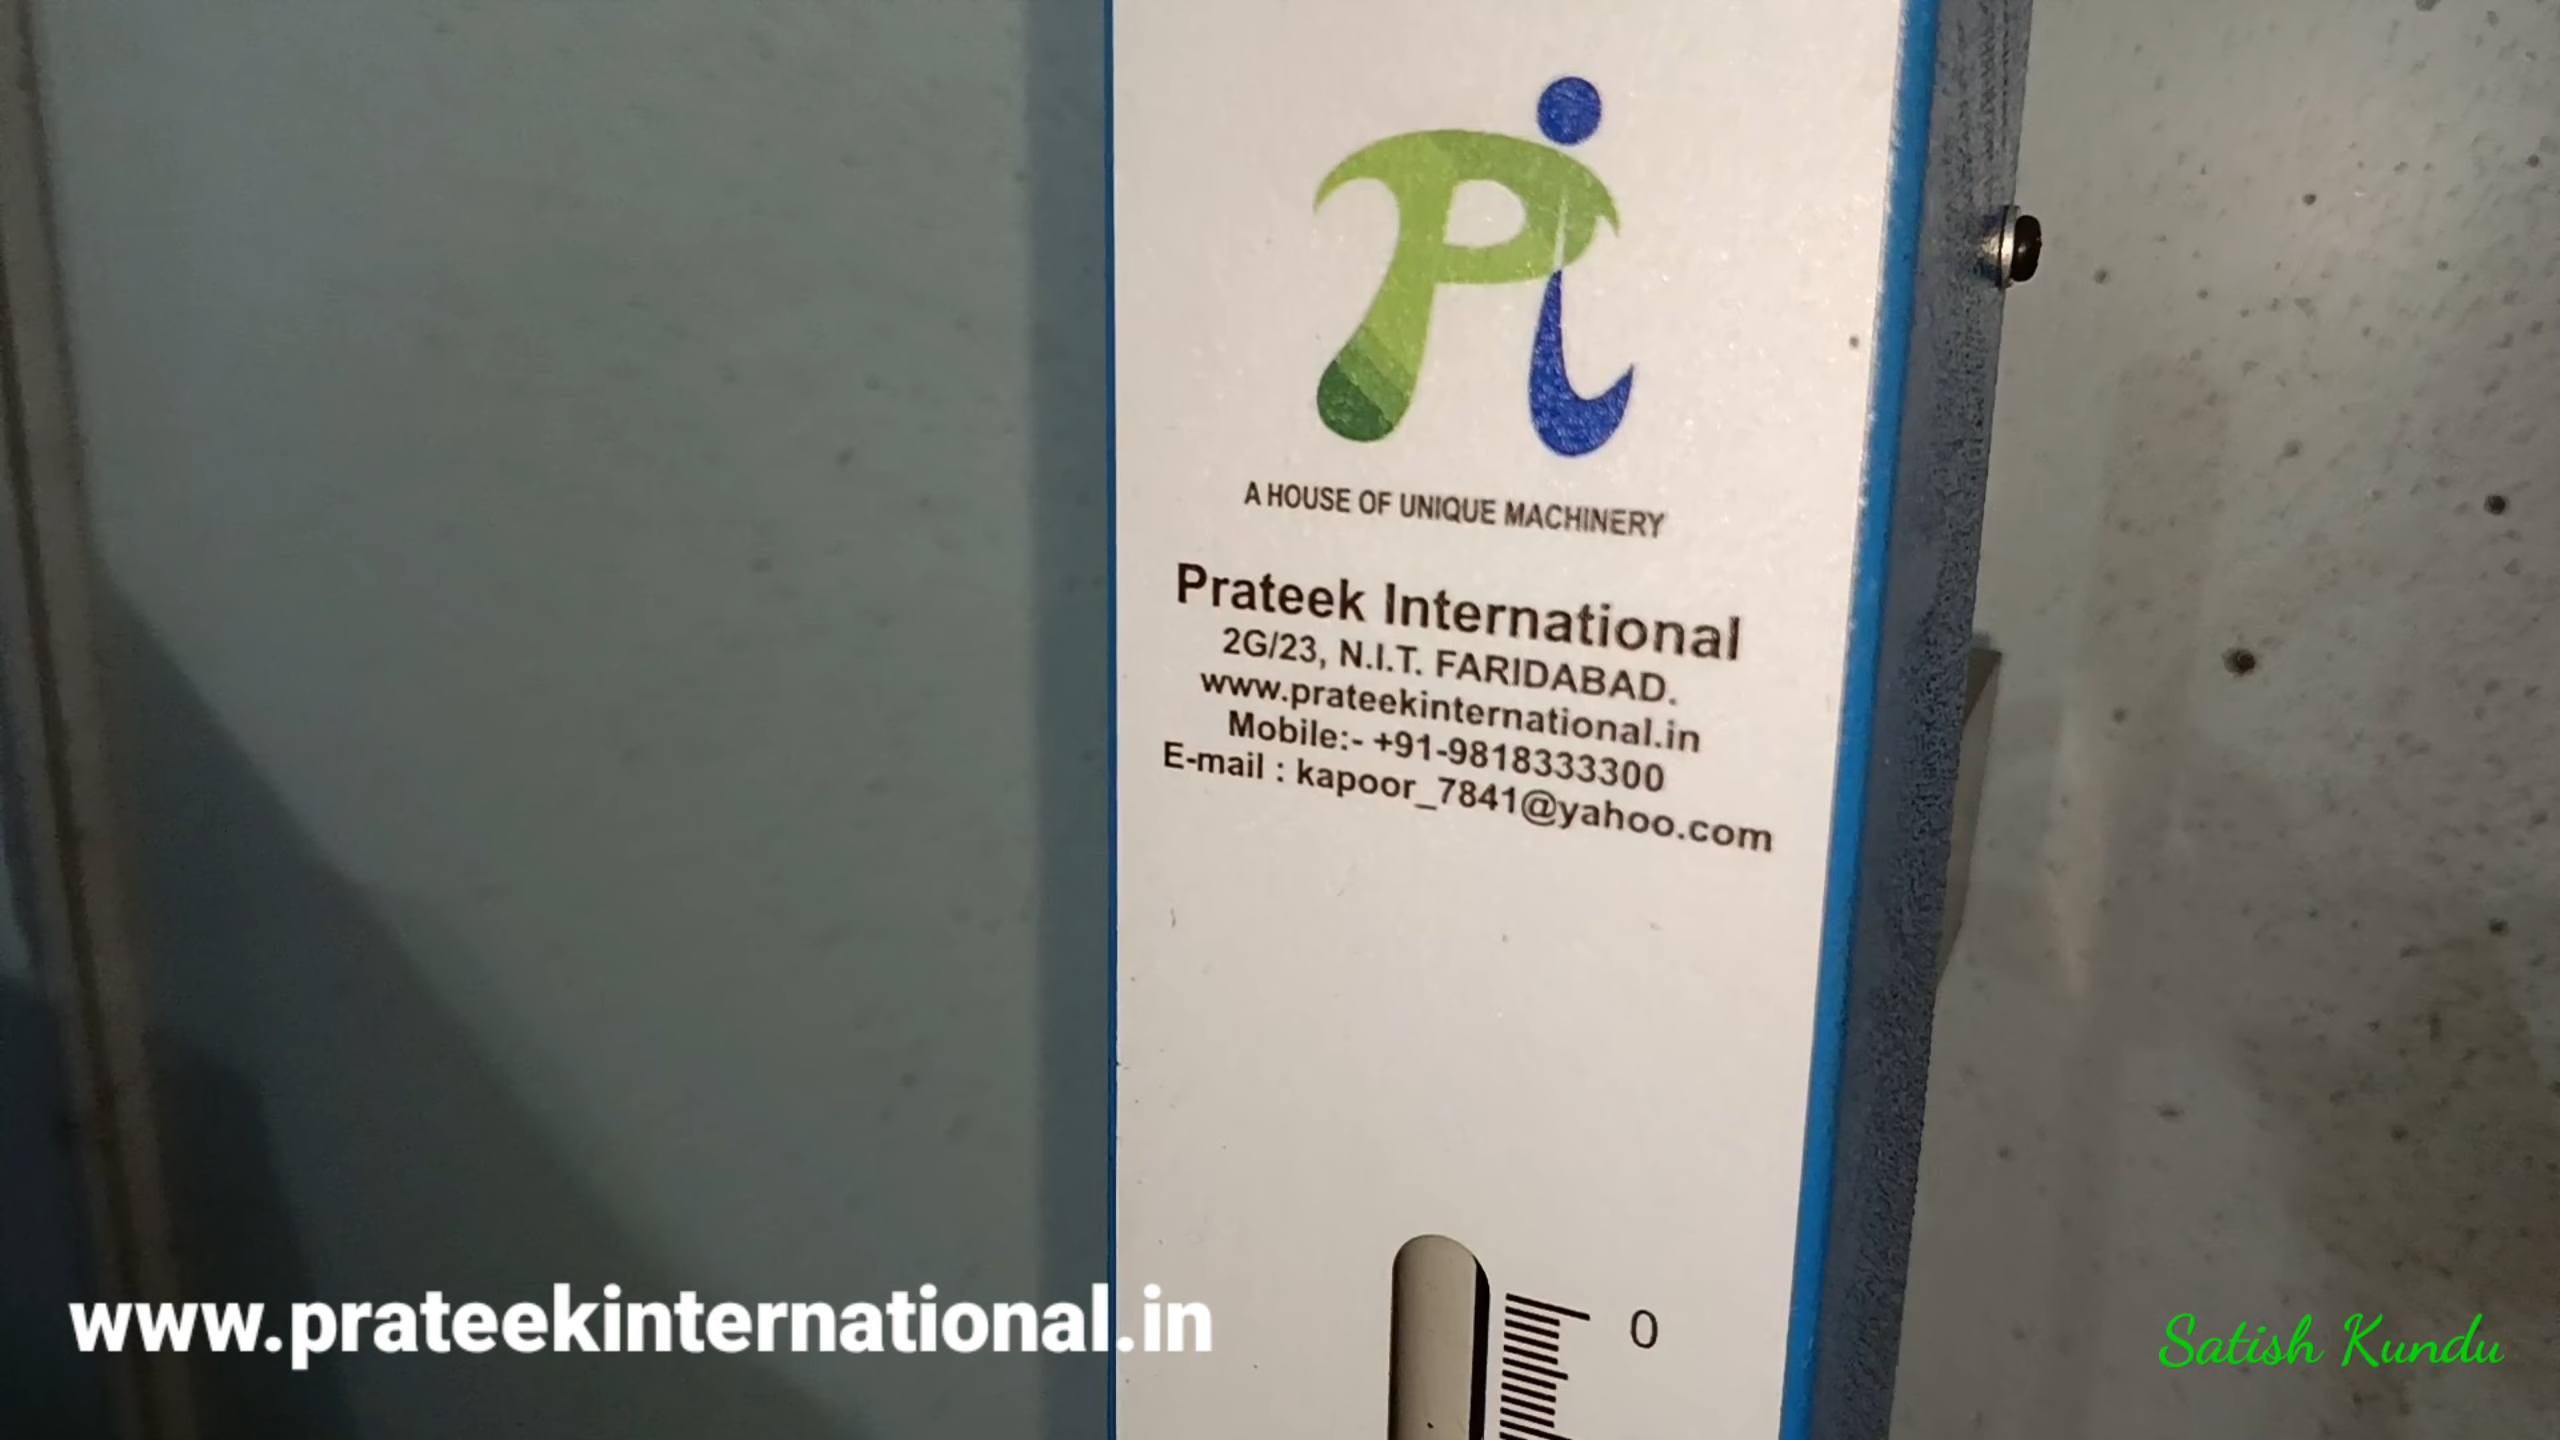 Pi
A HOUSE OF UNIQUE MACHINERY
Prateek International
2G/23, N.I.T. FARIDABAD.
www.prateekinternational.in
Mobile:- +91-9818333300
E-mail : kapoor_7841@yahoo.com
0
www.prateekinternational.in
Satish Kundu